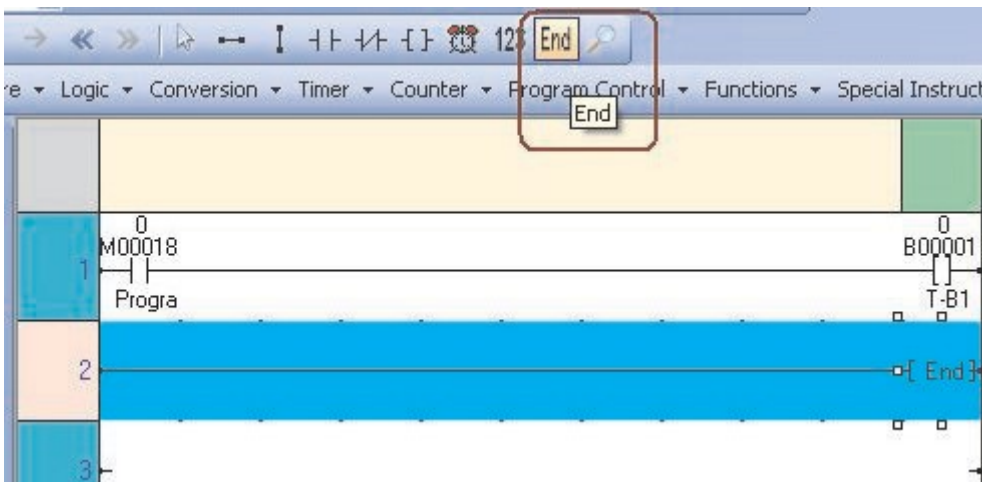 123 End
re Logic Conversion Timer Counter Program Control Functions Special Instruct
End
0 0
M00018 B00001
1
Progra T-B1
2 End
3